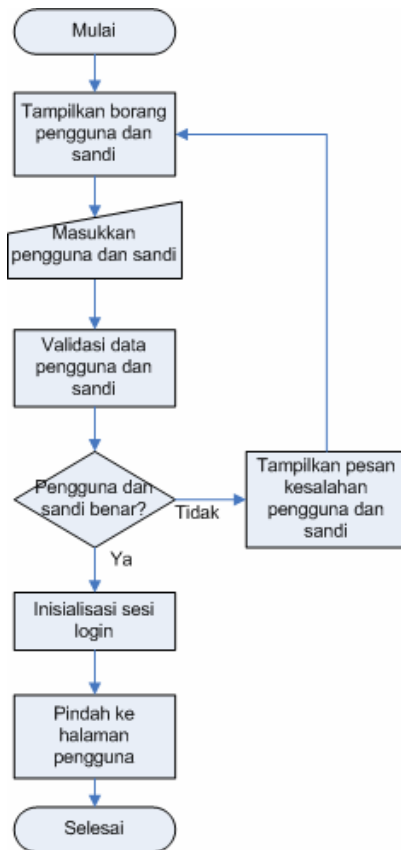 Mulai
Tampilkan borang
pengguna dan
sandi
Masukkan
pengguna dan sandi
Validasi data
pengguna dan
sandi
Pengguna dan
sandi benar?
Tidak
Tampilkan pesan
kesalahan
pengguna dan
sandi
Ya
Inisialisasi sesi
login
Pindah ke
halaman
pengguna
Selesai